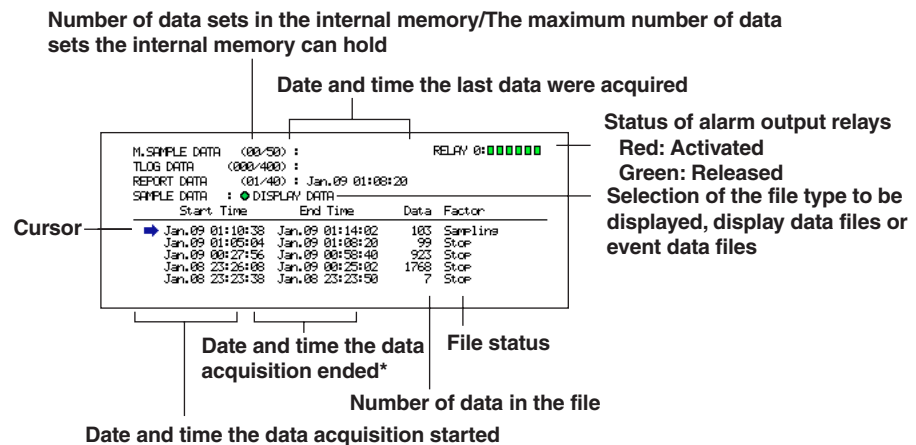 Number of data sets in the internal memory/The maximum number of data
sets the internal memory can hold
Date and time the last data were acquired
Status of alarm output relays
Red: Activated
Green: Released
Selection of the file type to be
displayed, display data files or
event data files
M.SAMPLE DATA (00/50) :
RELAY 0:
TLOG DATA (000/400) :
REPORT DATA (01/40) : Jan.09 01:08:20
SAMPLE DATA : DISPLAY DATA
Start Time End Time Data Factor
Cursor
Jan.09 01:10:38 Jan.09 01:14:02 103 Sampling
Jan.09 01:05:04 Jan.09 01:08:20 99 Stop
Jan.09 00:27:56 Jan.09 00:58:40 923 Stop
Jan.08 23:26:08 Jan.09 00:25:02 1768 Stop
Jan.08 23:23:38 Jan.08 23:23:50 7 Stop
Date and time the data
acquisition ended*
File status
Number of data in the file
Date and time the data acquisition started